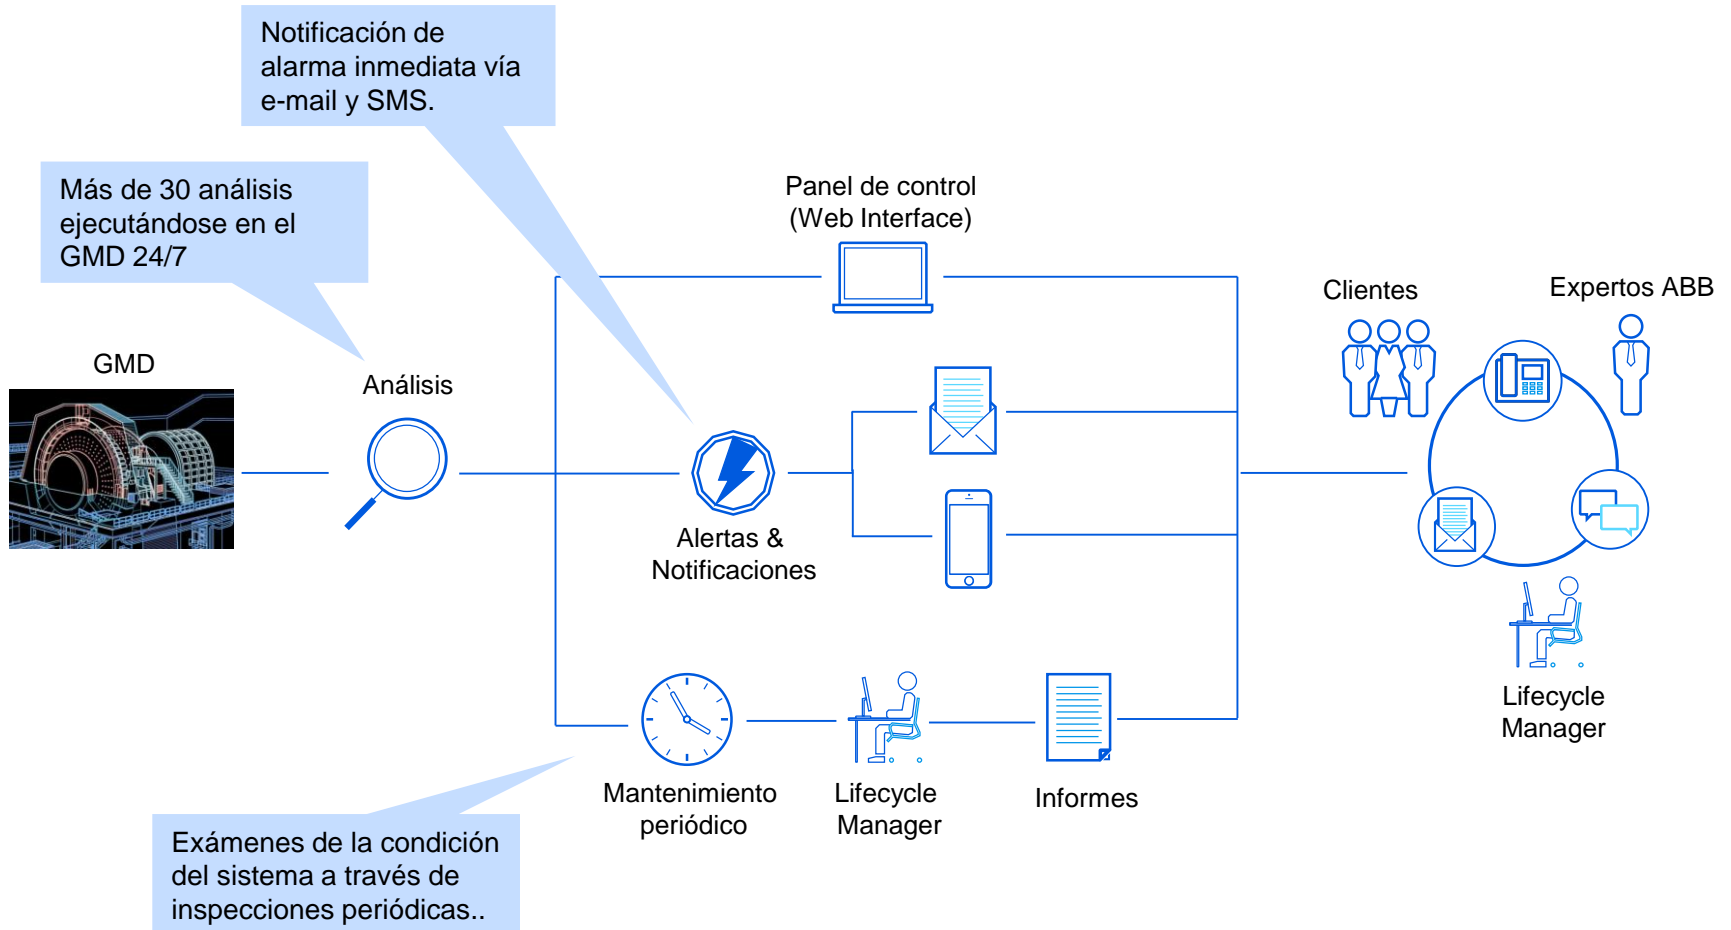 Notificación de
alarma inmediata vía
e-mail y SMS.
Más de 30 análisis
ejecutándose en el
GMD 24/7
Panel de control
(Web Interface)
Clientes
Expertos ABB
GMD
Análisis
Alertas &
Notificaciones
Lifecycle
Manager
Mantenimiento
periódico
Lifecycle
Manager
Informes
Exámenes de la condición
del sistema a través de
inspecciones periódicas..